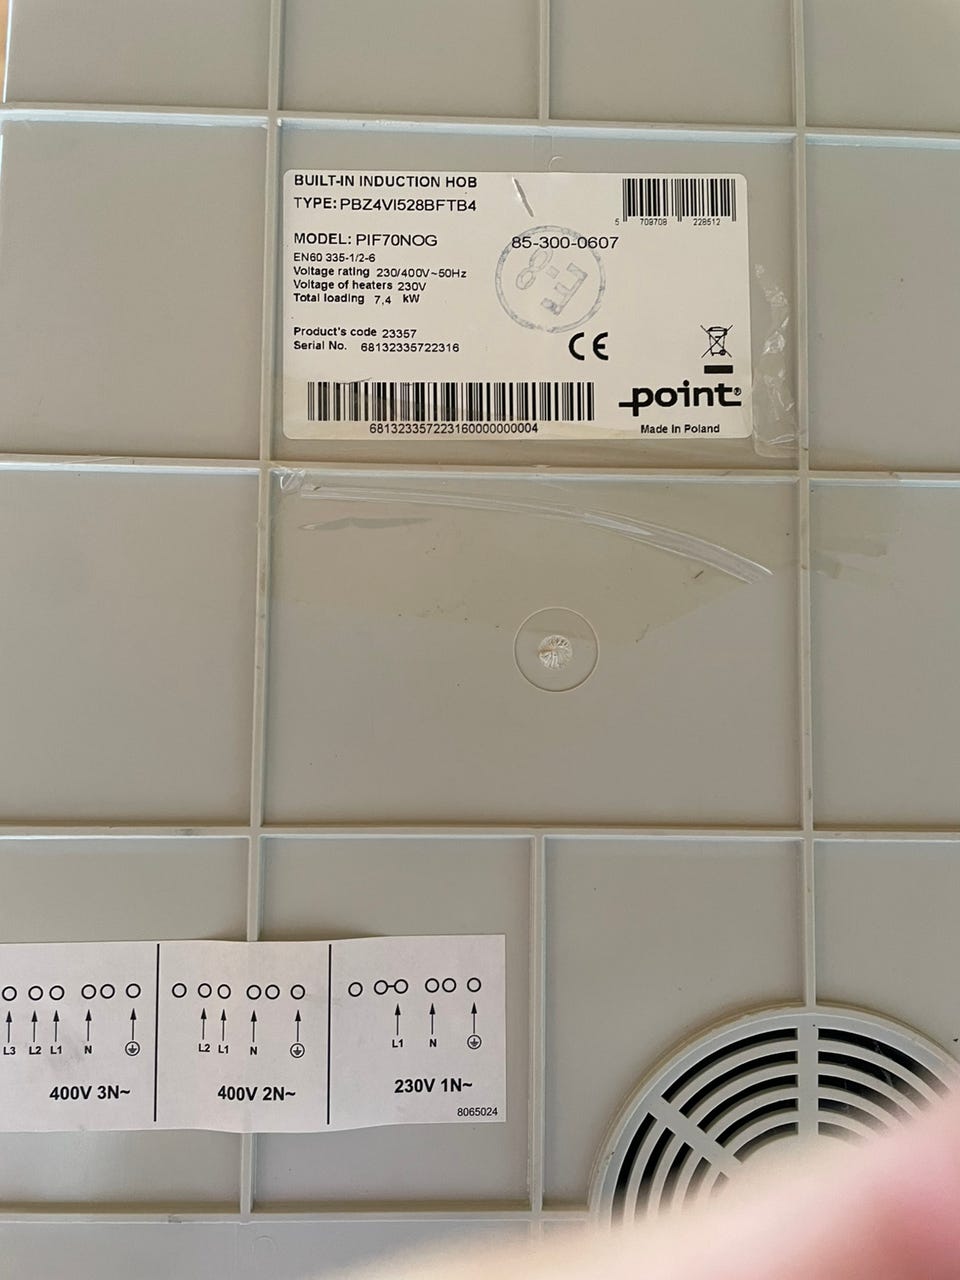 BUILT-IN INDUCTION HOB
TYPE: PBZ4VI528BFTB4
5 709708 228512
MODEL: PIF70NOG
85-300-0607
EN60 335-1/2-6
Voltage rating 230/400V~50Hz
Voltage of heaters 230V
Total loading 7,4 kW
Product's code 23357
Serial No. 68132335722316
CE
point®
Made in Poland
681323357223160000000004
L3 L2 L1 N
400V 3N~
L2 L1 N
400V 2N~
L1 N
230V 1N~
8065024